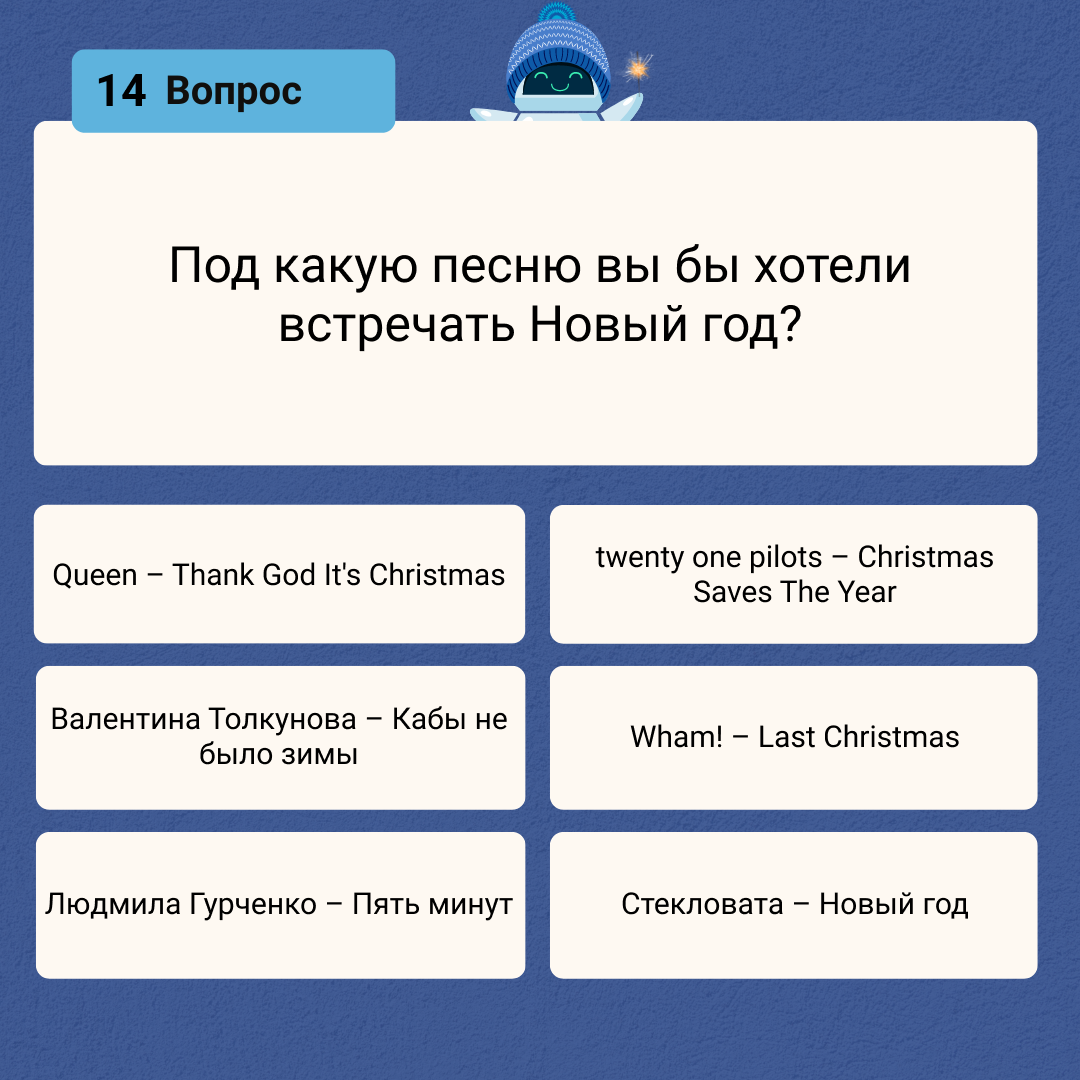 14 Вопрос
Под какую песню вы бы хотели
встречать Новый год?
Queen – Thank God It's Christmas
twenty one pilots – Christmas
Saves The Year
Валентина Толкунова – Кабы не
было зимы
Wham! – Last Christmas
Людмила Гурченко – Пять минут
Стекловата – Новый год